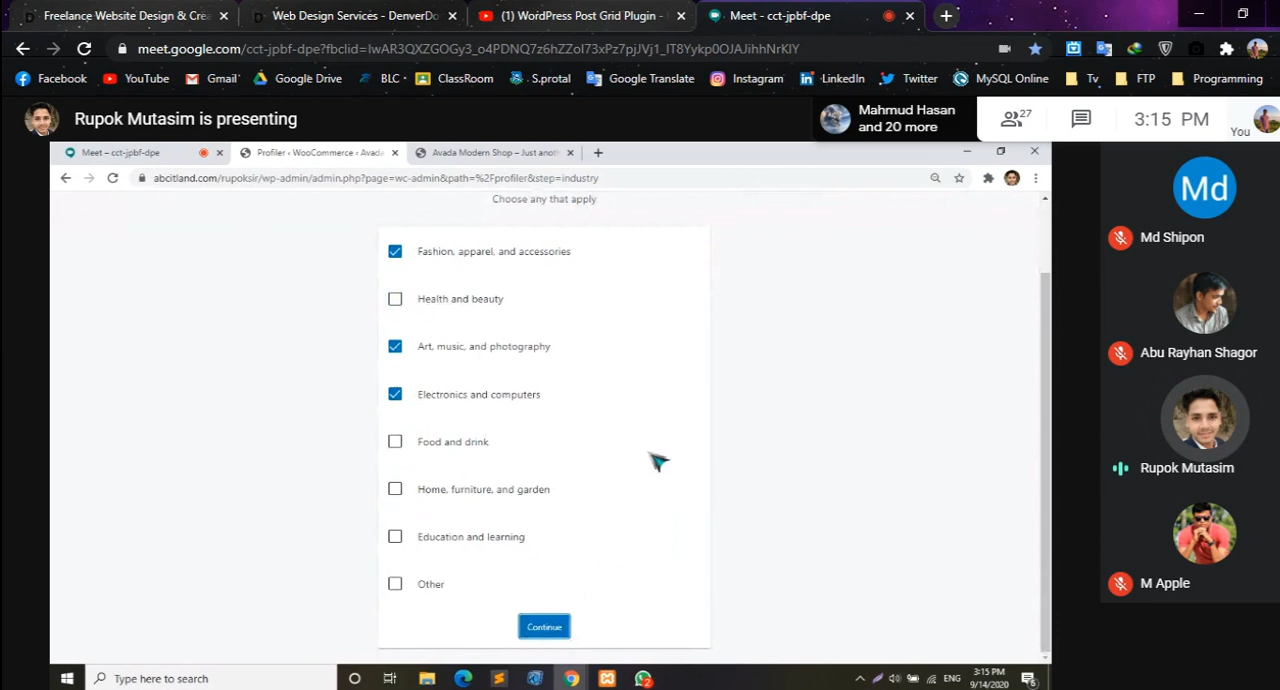 Freelance Website Design & Crea
Web Design Services - DenverDo
(1) WordPress Post Grid Plugin -
Meet - cct-jpbf-dpe
meet.google.com/cct-jpbf-dpe?fbclid=IwAR3QXZGOGy3_o4PDNQ7z6hZZoI73xPz7pjJVj1_IT8Yykp0OJAJihhNrKIY
Facebook
YouTube
Gmail
Google Drive
BLC
ClassRoom
S.protal
Google Translate
Instagram
LinkedIn
Twitter
MySQL Online
Tv
FTP
Programming
Rupok Mutasim is presenting
Mahmud Hasan
and 20 more
27
3:15 PM
You
Meet – cct-jpbf-dpe
Profiler ‹ WooCommerce ‹ Avada
Avada Modern Shop – Just anot
abcitland.com/rupoksir/wp-admin/admin.php?page=wc-admin&path=%2Fprofiler&step=industry
Choose any that apply
Fashion, apparel, and accessories
Health and beauty
Art, music, and photography
Electronics and computers
Food and drink
Home, furniture, and garden
Education and learning
Other
Continue
Md
Md Shipon
Abu Rayhan Shagor
Rupok Mutasim
M Apple
Type here to search
2
ENG
3:15 PM
9/14/2020